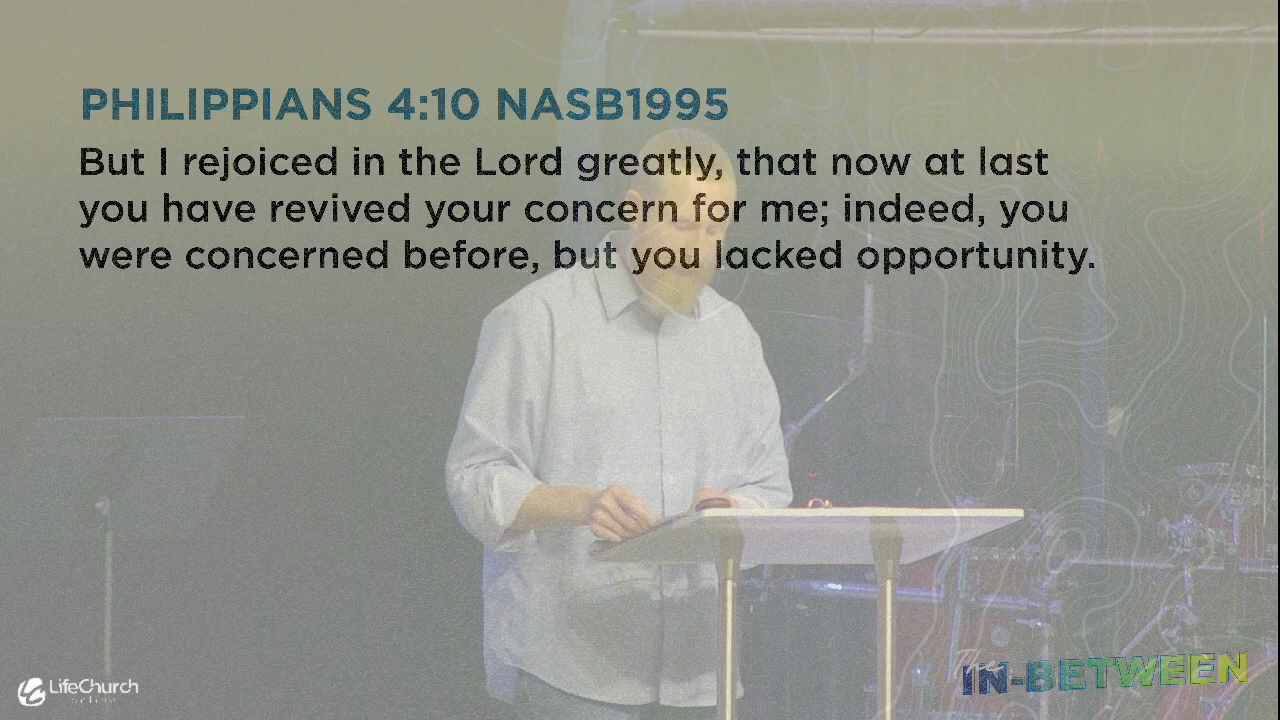 PHILIPPIANS 4:10 NASB1995
But I rejoiced in the Lord greatly, that now at last
you have revived your concern for me; indeed, you
were concerned before, but you lacked opportunity.
The
IN-BETWEEN
LifeChurch